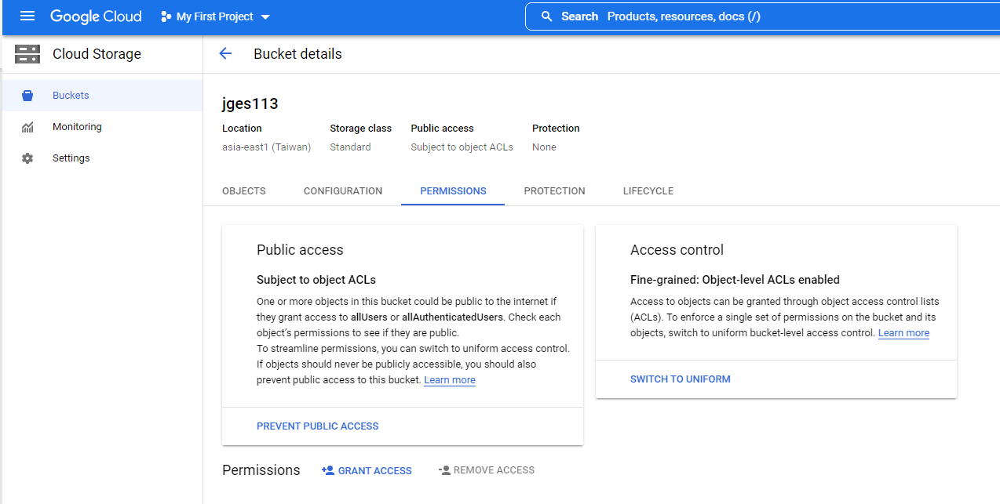 Google Cloud
My First Project
Search Products, resources, docs (/)
Cloud Storage
Bucket details
Buckets
Monitoring
Settings
jges113
Location
Storage class
Public access
Protection
asia-east1 (Taiwan)
Standard
Subject to object ACLs
None
OBJECTS
CONFIGURATION
PERMISSIONS
PROTECTION
LIFECYCLE
Public access
Subject to object ACLs
One or more objects in this bucket could be public to the internet if
they grant access to allUsers or allAuthenticatedUsers. Check each
object’s permissions to see if they are public.
To streamline permissions, you can switch to uniform access control.
If objects should never be publicly accessible, you should also
prevent public access to this bucket. Learn more
PREVENT PUBLIC ACCESS
Access control
Fine-grained: Object-level ACLs enabled
Access to objects can be granted through object access control lists
(ACLs). To enforce a single set of permissions on the bucket and its
objects, switch to uniform bucket-level access control. Learn more
SWITCH TO UNIFORM
Permissions
GRANT ACCESS
REMOVE ACCESS